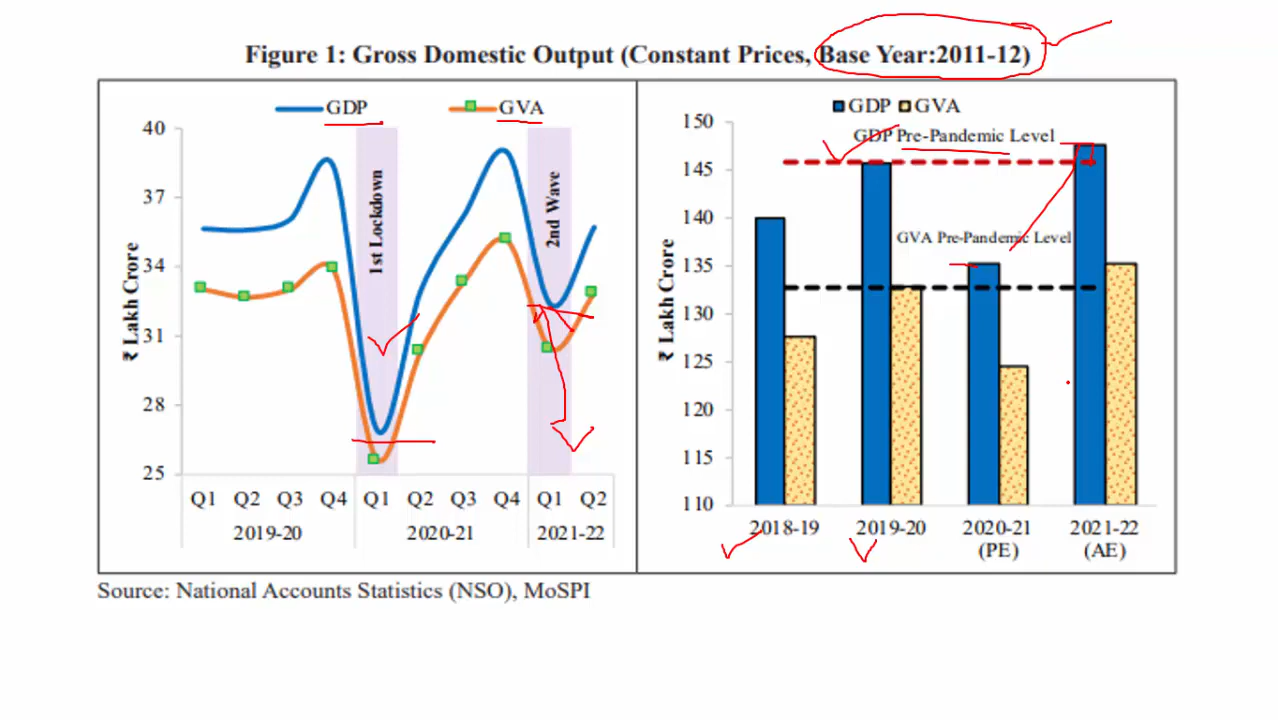 Figure 1: Gross Domestic Output (Constant Prices, Base Year:2011-12)
GDP GVA
₹ Lakh Crore
40
37
34
31
28
25
1st Lockdown
2nd Wave
Q1 Q2 Q3 Q4 Q1 Q2 Q3 Q4 Q1 Q2
2019-20 2020-21 2021-22
GDP GVA
GDP Pre-Pandemic Level
GVA Pre-Pandemic Level
₹ Lakh Crore
150
145
140
135
130
125
120
115
110
2018-19 2019-20 2020-21 2021-22
(PE) (AE)
Source: National Accounts Statistics (NSO), MoSPI